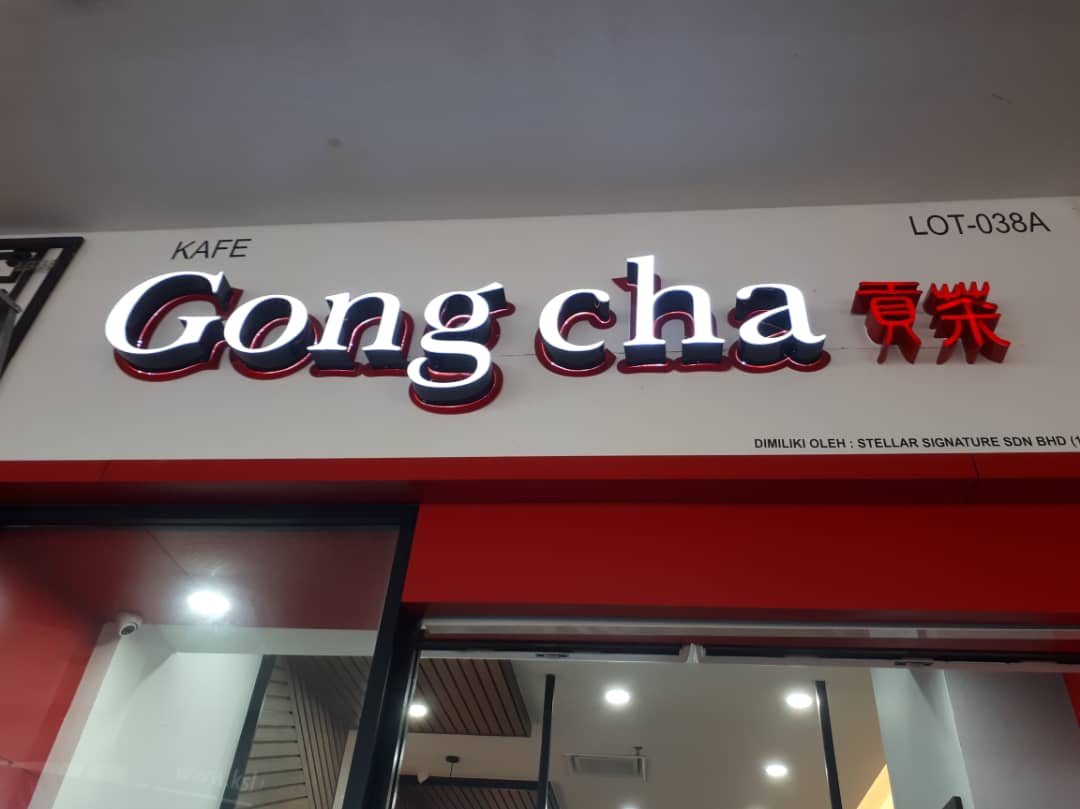 KAFE
LOT-038A
Gong cha 貢茶
DIMILIKI OLEH : STELLAR SIGNATURE SDN BHD (1